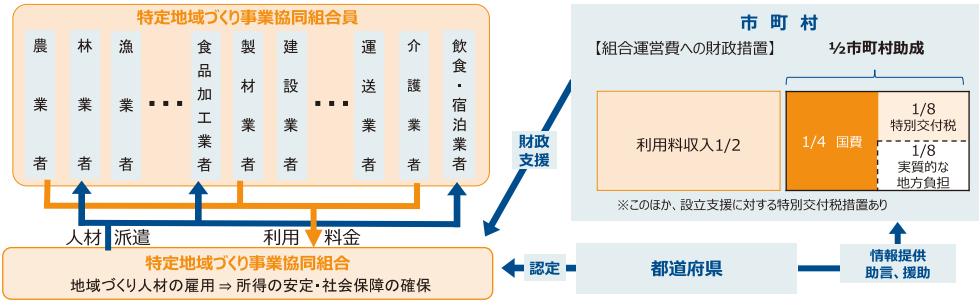 特定地域づくり事業協同組合員
農業者
林業者
漁業者
･･･
食品加工業者
製材業者
建設業者
･･･
運送業
介護業者
飲食・宿泊業者
人材 派遣
利用 料金
特定地域づくり事業協同組合
地域づくり人材の雇用 ⇒ 所得の安定・社会保障の確保
財政
支援
市町村
【組合運営費への財政措置】
½市町村助成
利用料収入1/2
1/4 国費
1/8
特別交付税
1/8
実質的な
地方負担
※このほか、設立支援に対する特別交付税措置あり
認定
都道府県
情報提供
助言、援助